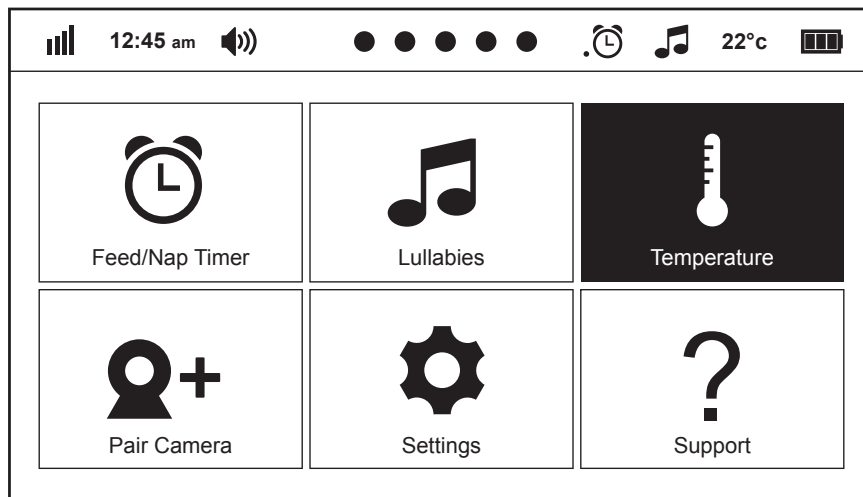 12:45 am 22°c
Feed/Nap Timer Lullabies Temperature
Pair Camera Settings Support